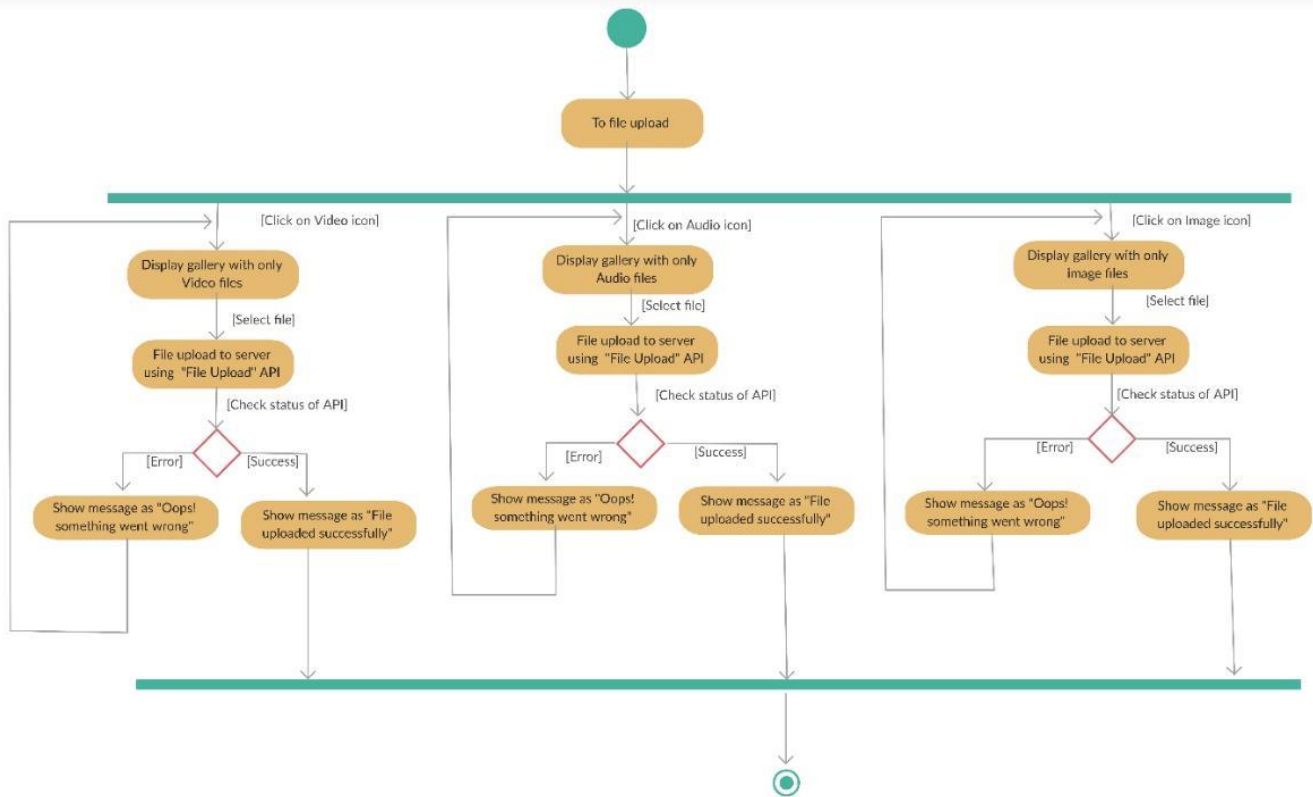 To file upload
[Click on Video icon]
Display gallery with only
Video files
[Select file]
File upload to server
using "File Upload" API
[Check status of API]
[Error]
[Success]
Show message as "Oops!
something went wrong"
Show message as "File
uploaded successfully"
[Click on Audio icon]
Display gallery with only
Audio files
[Select file]
File upload to server
using "File Upload" API
[Check status of API]
[Error]
[Success]
Show message as "Oops!
something went wrong"
Show message as "File
uploaded successfully"
[Click on Image icon]
Display gallery with only
image files
[Select file]
File upload to server
using "File Upload" API
[Check status of API]
[Error]
[Success]
Show message as "Oops!
something went wrong"
Show message as "File
uploaded successfully"